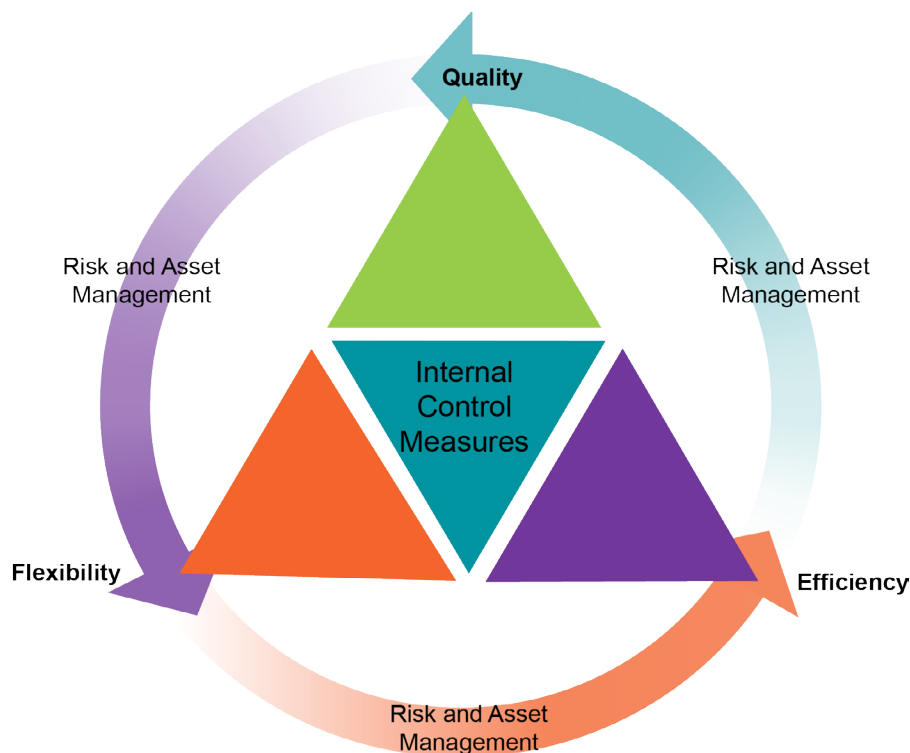 Quality
Risk and Asset
Management
Risk and Asset
Management
Internal
Control
Measures
Flexibility
Efficiency
Risk and Asset
Management